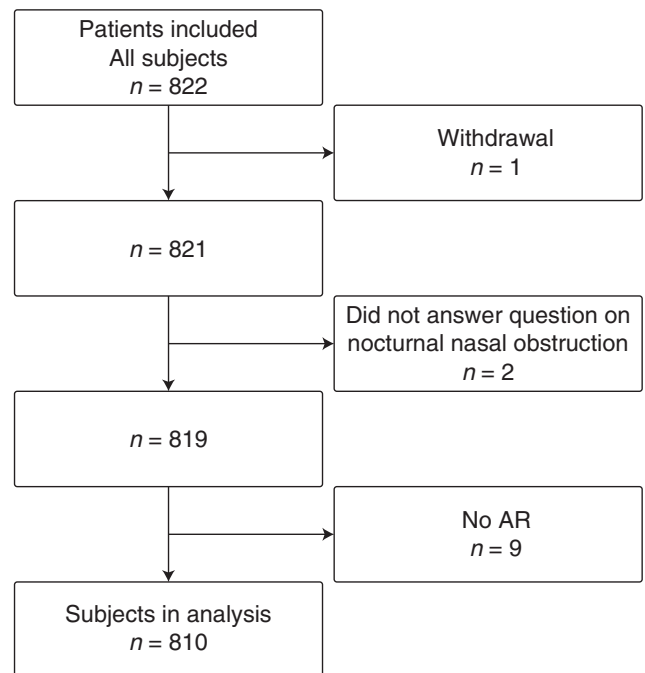 Patients included
All subjects
n = 822
Withdrawal
n = 1
n = 821
Did not answer question on
nocturnal nasal obstruction
n = 2
n = 819
No AR
n = 9
Subjects in analysis
n = 810